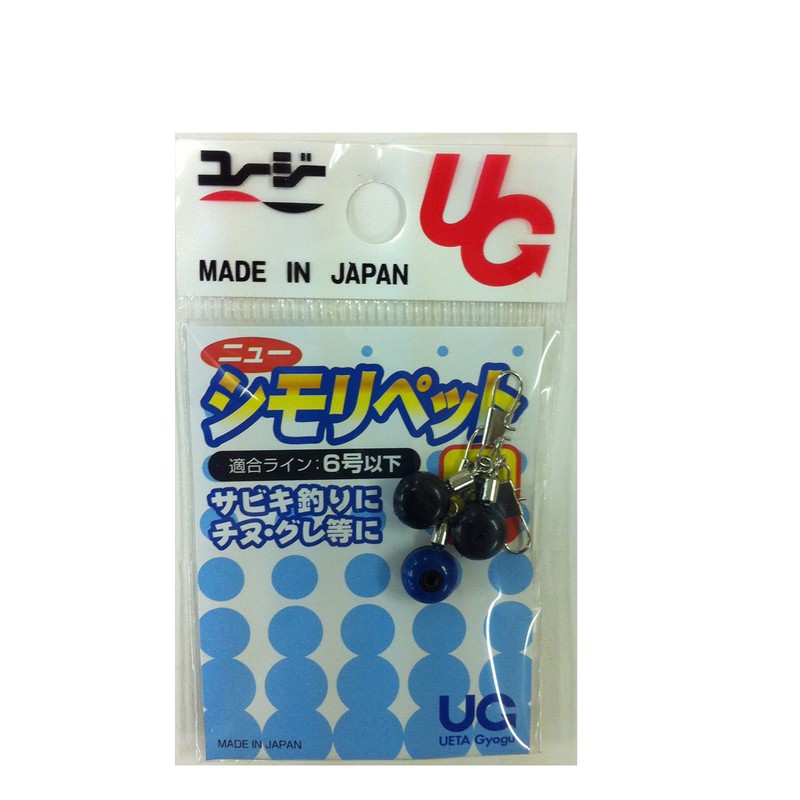 ユージー
UG
MADE IN JAPAN
ニュー
シモリペット
適合ライン:6号以下
サビキ釣りに
チヌ・グレ等に
UG
UETA Gyogu
MADE IN JAPAN